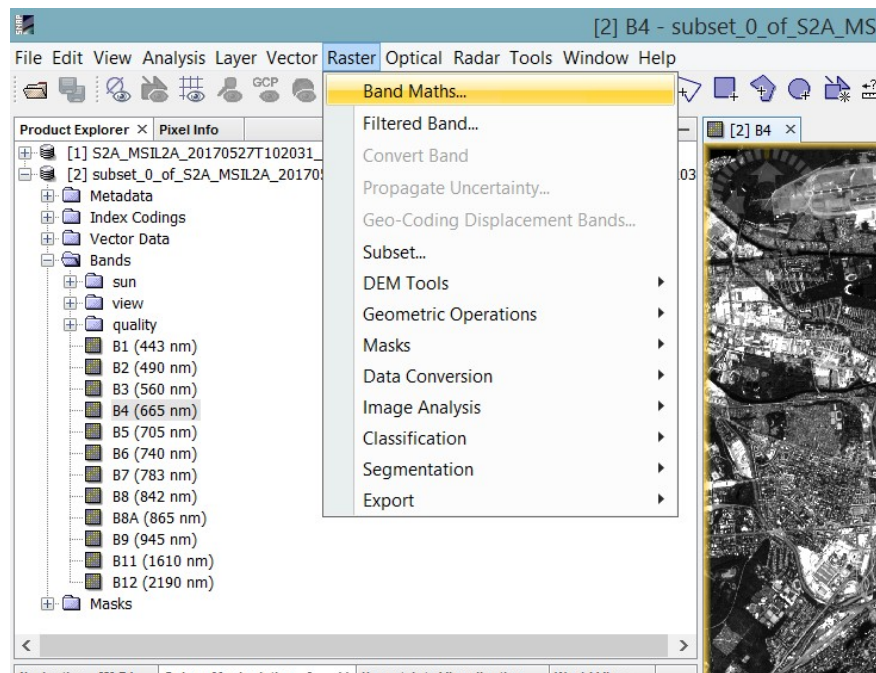 SNAP
[2] B4 - subset_0_of_S2A_MS
File Edit View Analysis Layer Vector Raster Optical Radar Tools Window Help
GCP
Product Explorer × Pixel Info
[2] B4 ×
[1] S2A_MSIL2A_20170527T102031_
[2] subset_0_of_S2A_MSIL2A_2017
03
Metadata
Index Codings
Vector Data
Bands
sun
view
quality
B1 (443 nm)
B2 (490 nm)
B3 (560 nm)
B4 (665 nm)
B5 (705 nm)
B6 (740 nm)
B7 (783 nm)
B8 (842 nm)
B8A (865 nm)
B9 (945 nm)
B11 (1610 nm)
B12 (2190 nm)
Masks
Band Maths...
Filtered Band...
Convert Band
Propagate Uncertainty...
Geo-Coding Displacement Bands...
Subset...
DEM Tools
Geometric Operations
Masks
Data Conversion
Image Analysis
Classification
Segmentation
Export